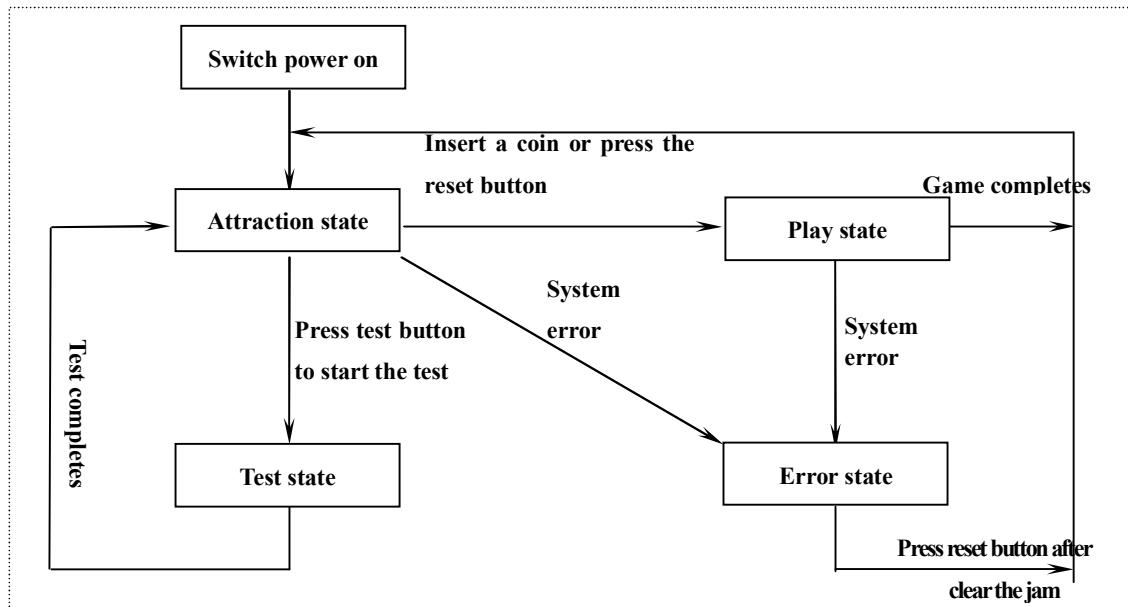 Switch power on
Insert a coin or press the
reset button
Game completes
Attraction state
Play state
System
error
Press test button
to start the test
System
error
Test completes
Test state
Error state
Press reset button after
clear the jam